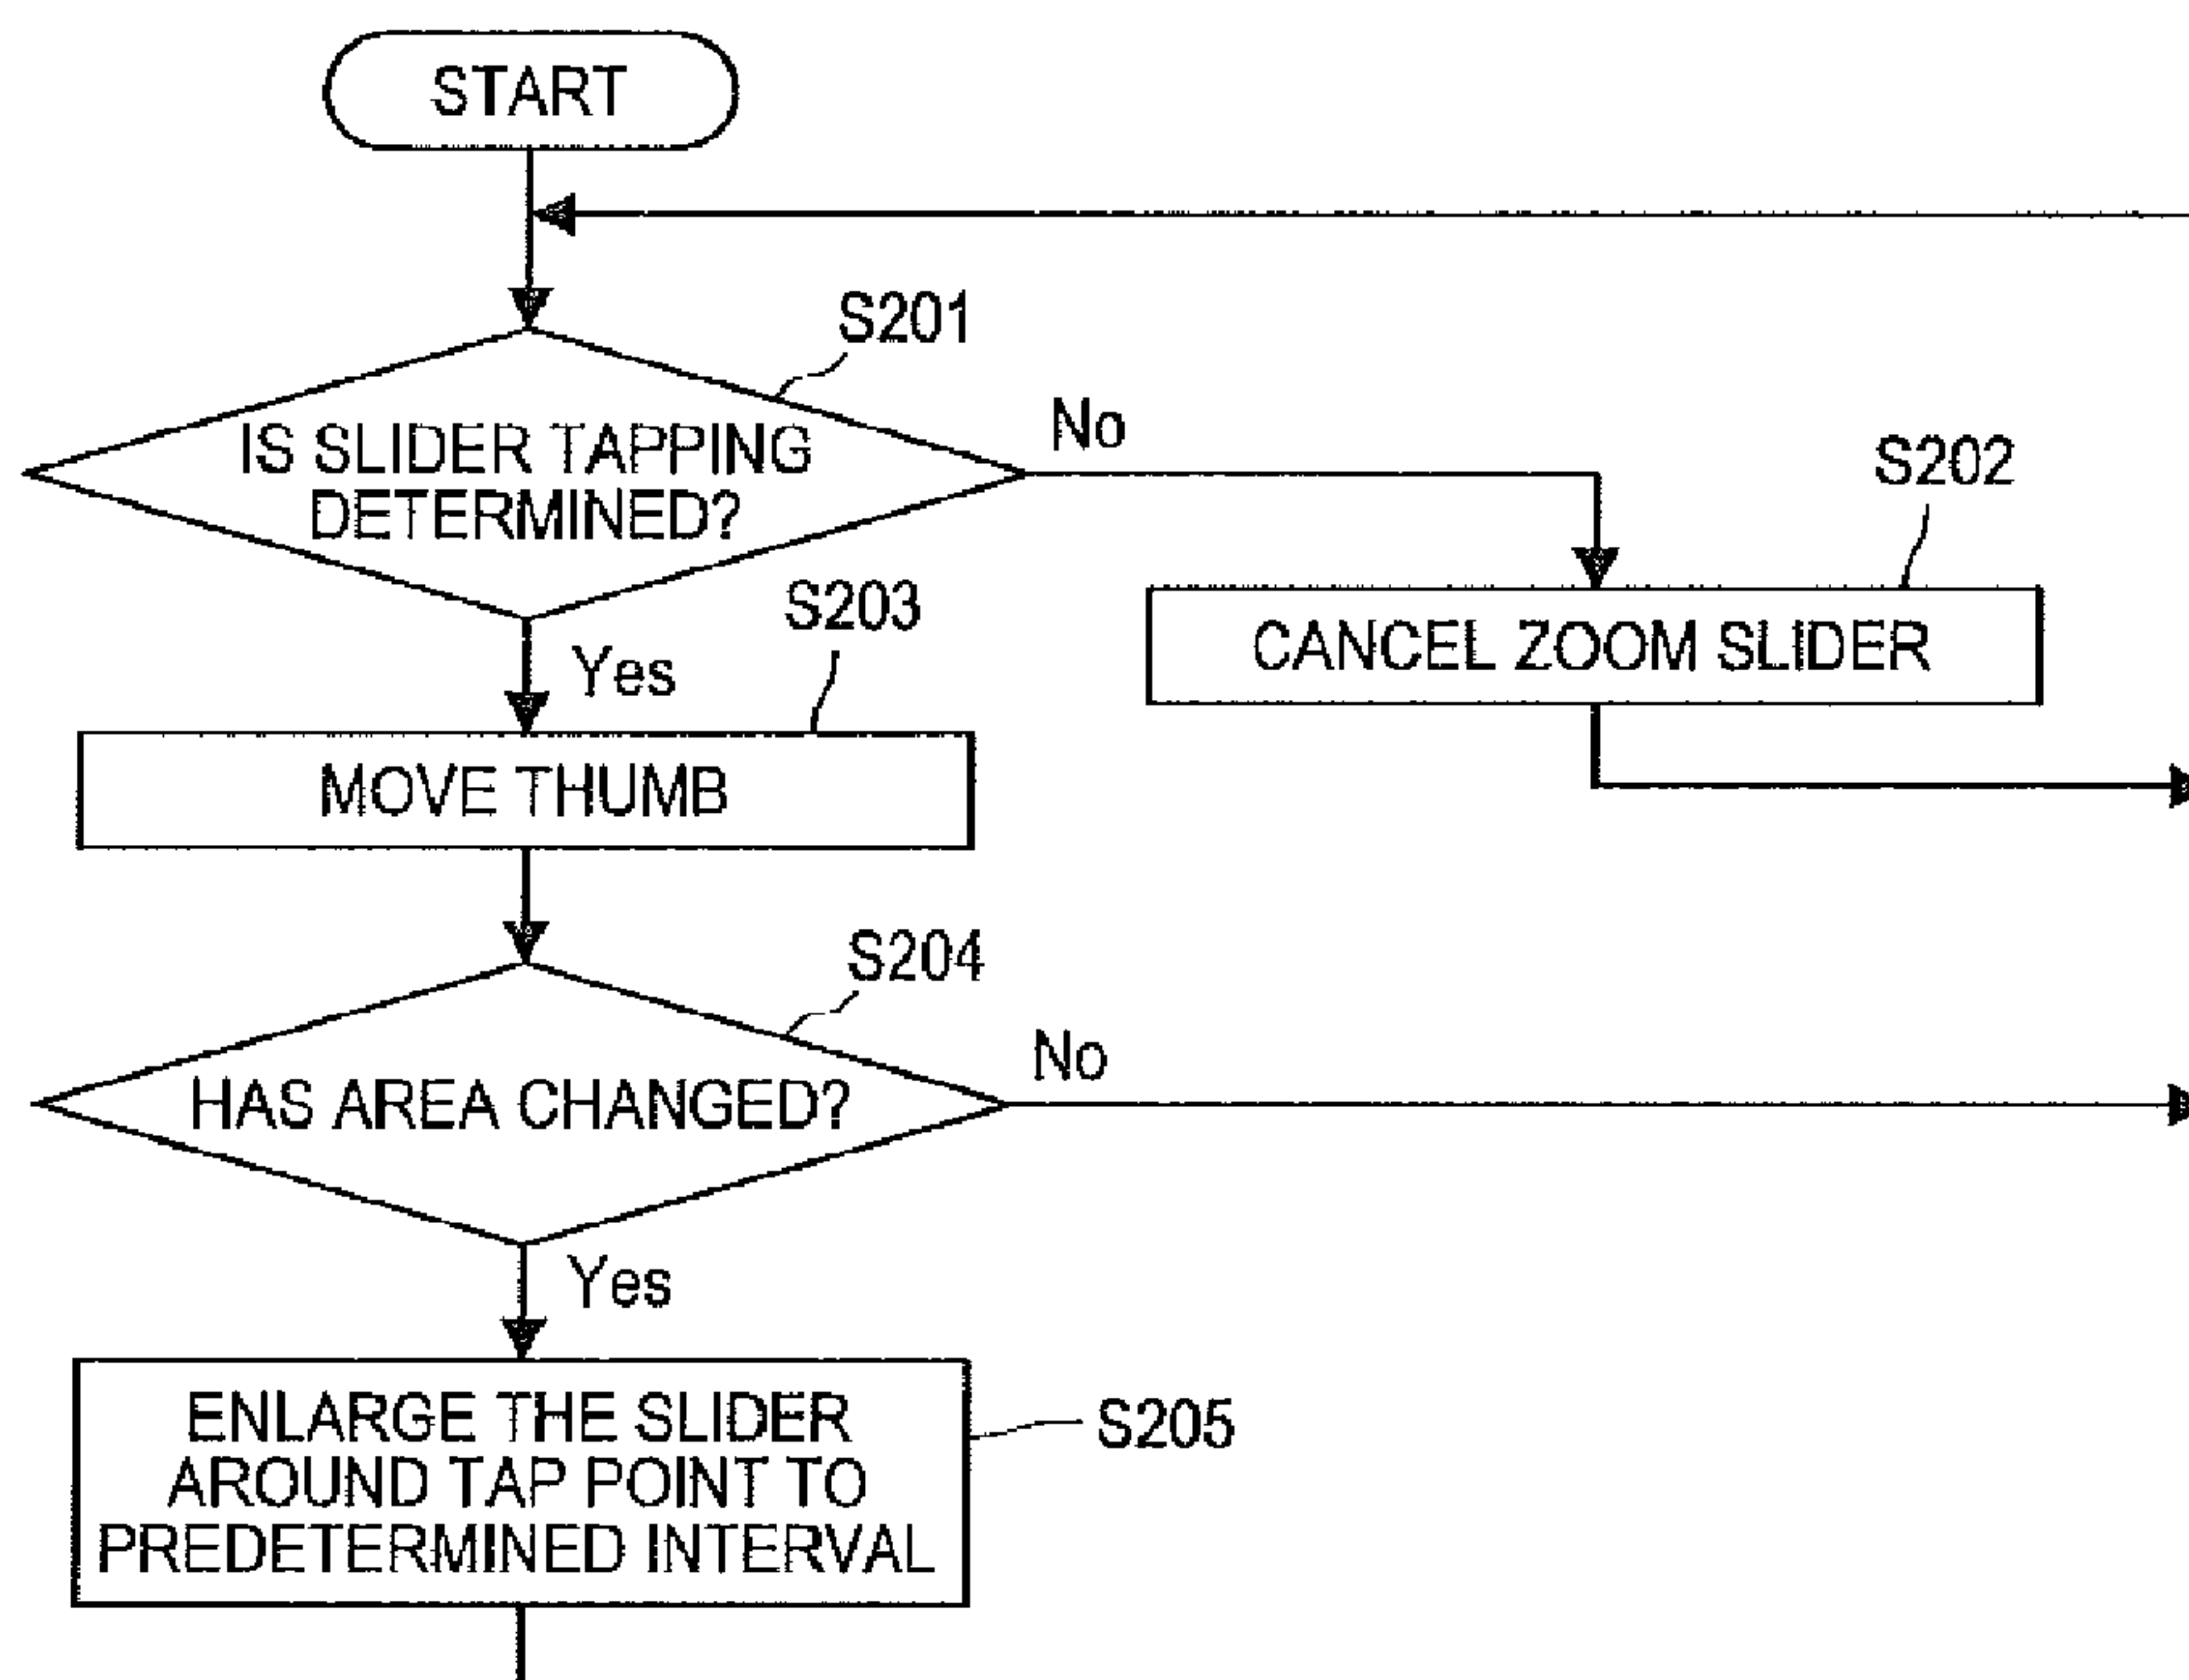 START
S201
IS SLIDER TAPPING
DETERMINED?
No
S202
CANCEL ZOOM SLIDER
Yes
S203
MOVE THUMB
S204
HAS AREA CHANGED?
No
Yes
ENLARGE THE SLIDER
AROUND TAP POINT TO
PREDETERMINED INTERVAL
S205